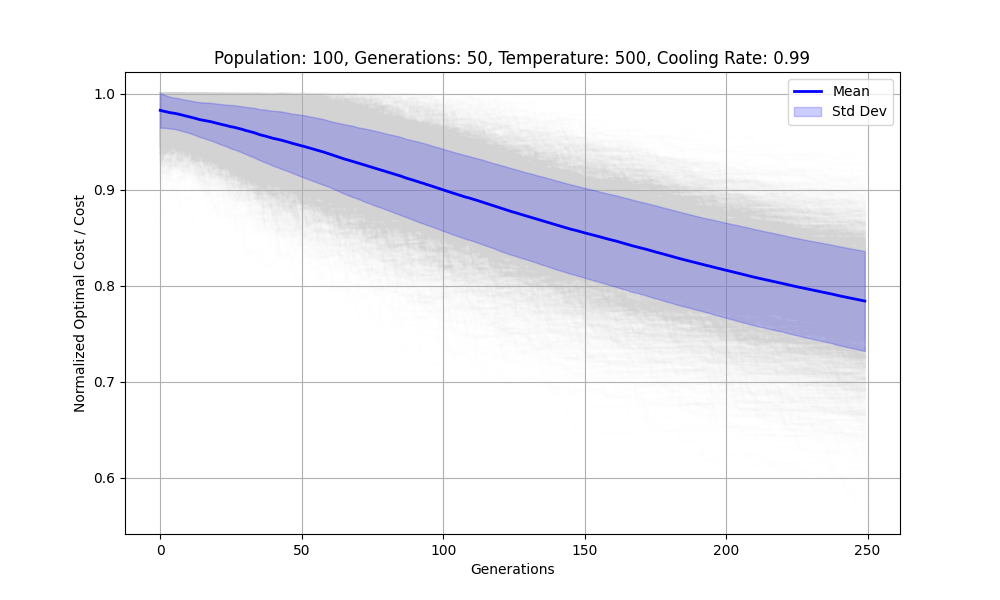 Population: 100, Generations: 50, Temperature: 500, Cooling Rate: 0.99
Mean
Std Dev
Normalized Optimal Cost / Cost
1.0
0.9
0.8
0.7
0.6
0 50 100 150 200 250
Generations